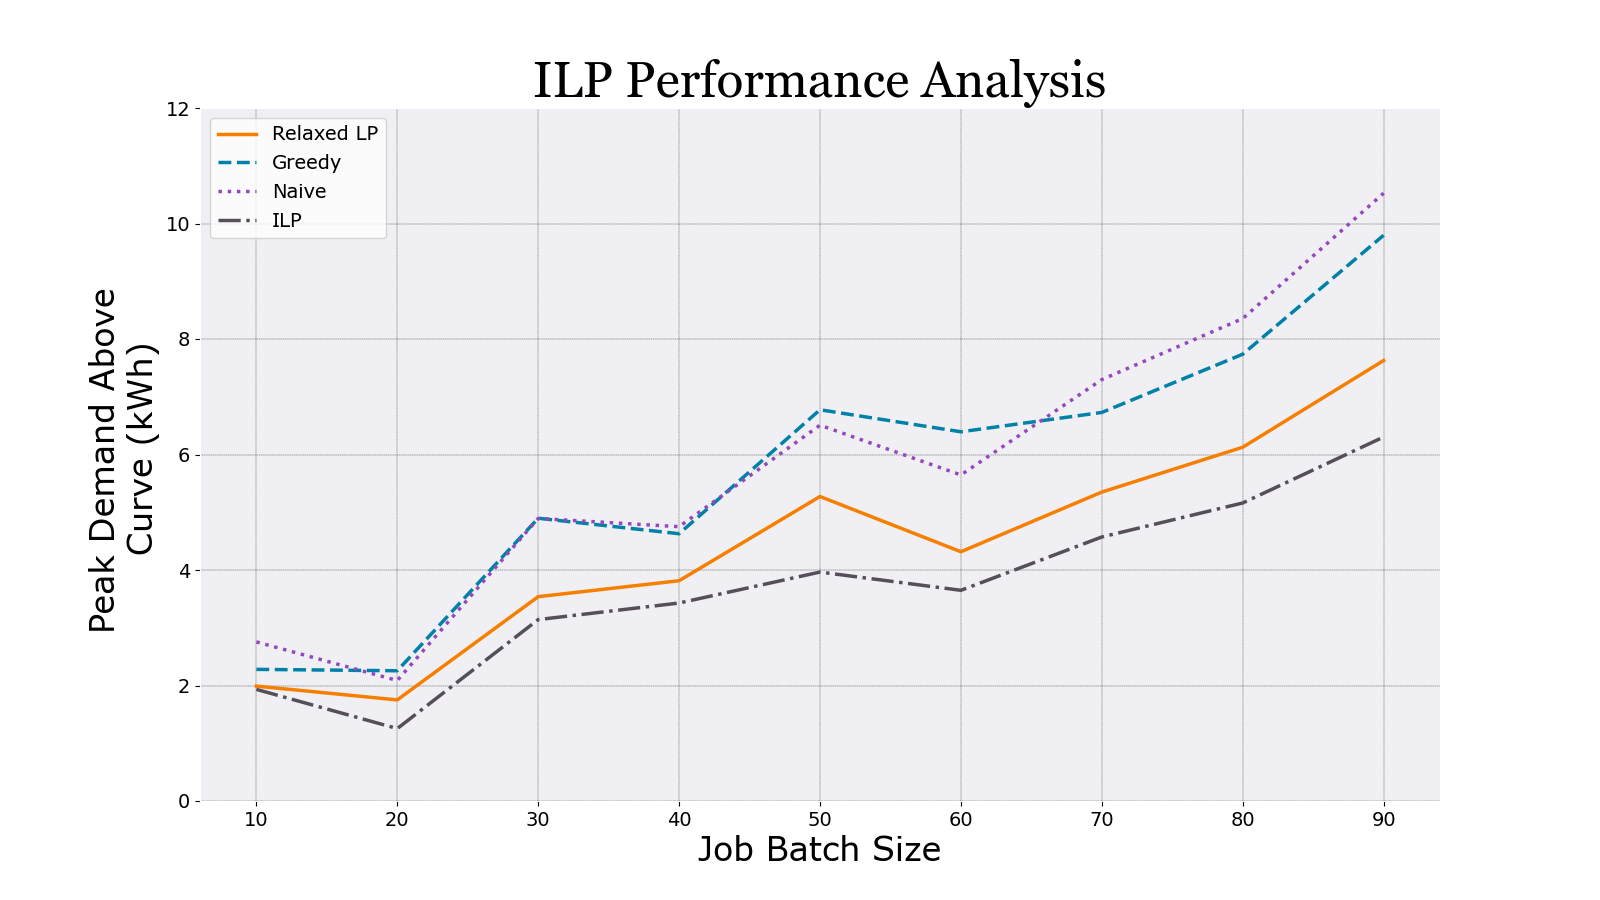 ILP Performance Analysis
12
10
8
6
4
2
0
Relaxed LP
Greedy
Naive
ILP
Peak Demand Above
Curve (kWh)
10 20 30 40 50 60 70 80 90
Job Batch Size